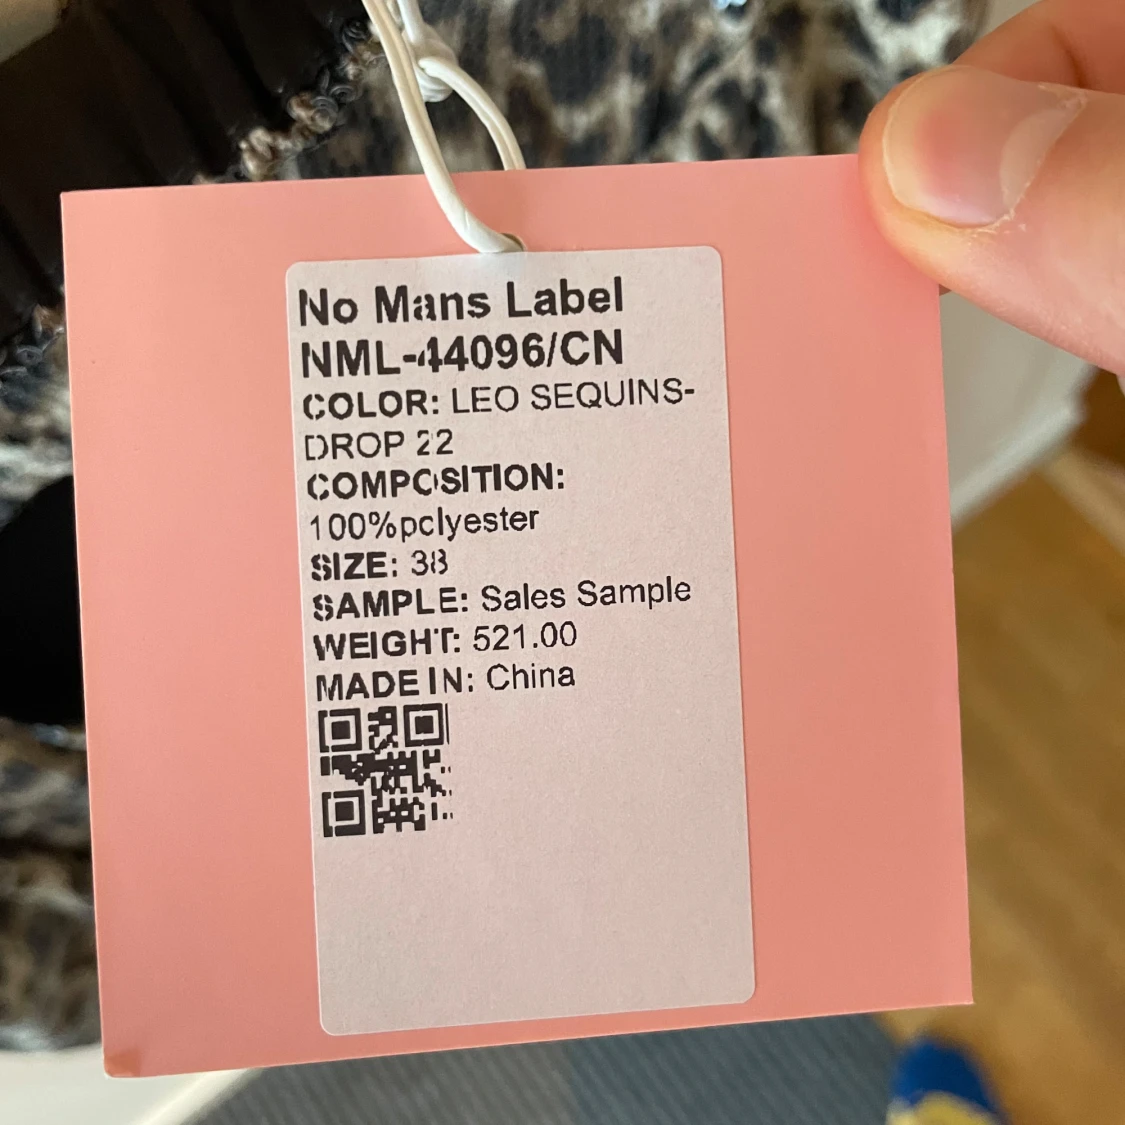 No Mans Label
NML-44096/CN
COLOR: LEO SEQUINS-
DROP 22
COMPOSITION:
100%polyester
SIZE: 38
SAMPLE: Sales Sample
WEIGHT: 521.00
MADE IN: China